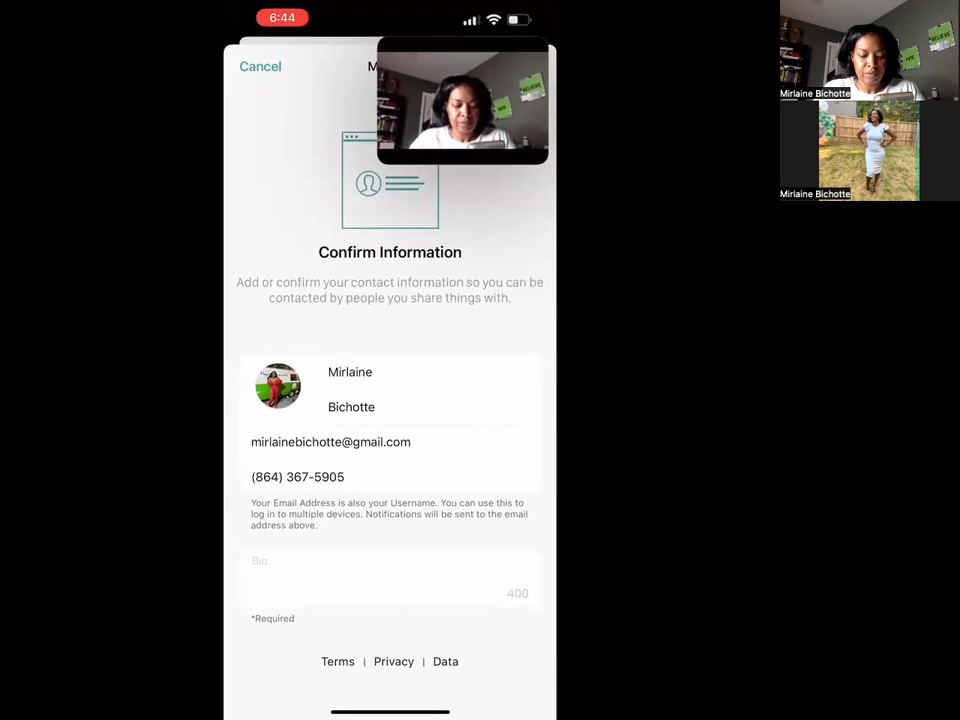 6:44
Cancel
M
Confirm Information
Add or confirm your contact information so you can be
contacted by people you share things with.
Mirlaine
Bichotte
mirlainebichotte@gmail.com
(864) 367-5905
Your Email Address is also your Username. You can use this to
log in to multiple devices. Notifications will be sent to the email
address above.
Bio...
400
*Required
Terms | Privacy | Data
BELIEVE
Mirlaine Bichotte
Mirlaine Bichotte